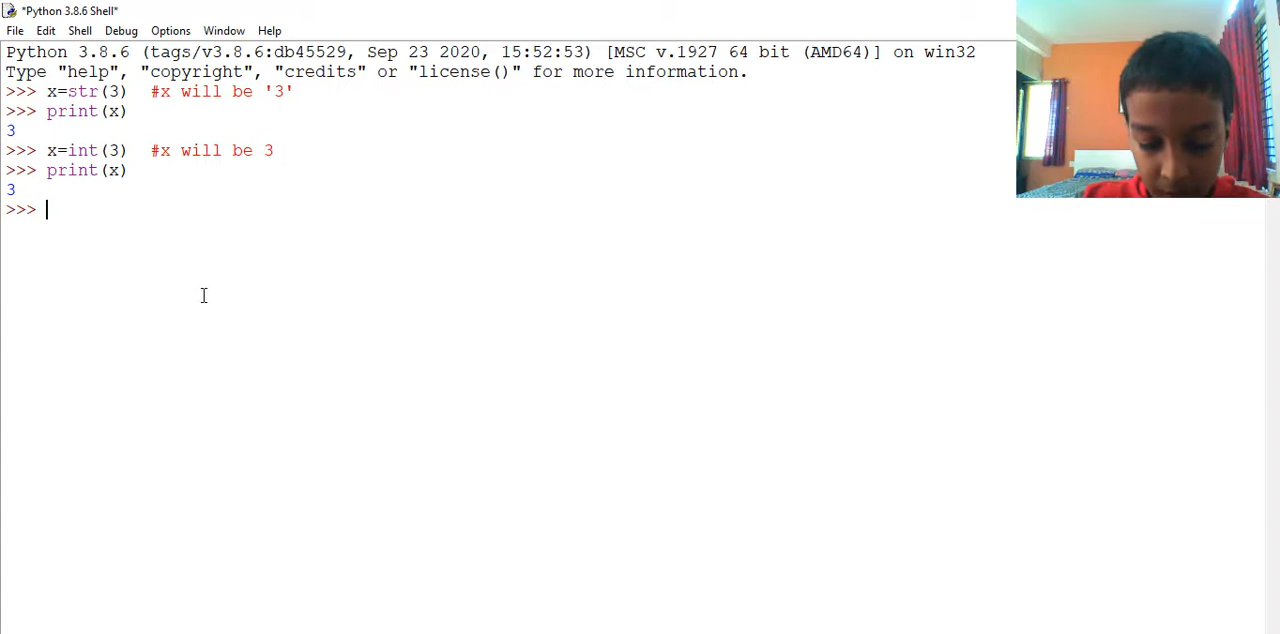 *Python 3.8.6 Shell*
File Edit Shell Debug Options Window Help
Python 3.8.6 (tags/v3.8.6:db45529, Sep 23 2020, 15:52:53) [MSC v.1927 64 bit (AMD64)] on win32
Type "help", "copyright", "credits" or "license()" for more information.
>>> x=str(3)  #x will be '3'
>>> print(x)
3
>>> x=int(3)  #x will be 3
>>> print(x)
3
>>>